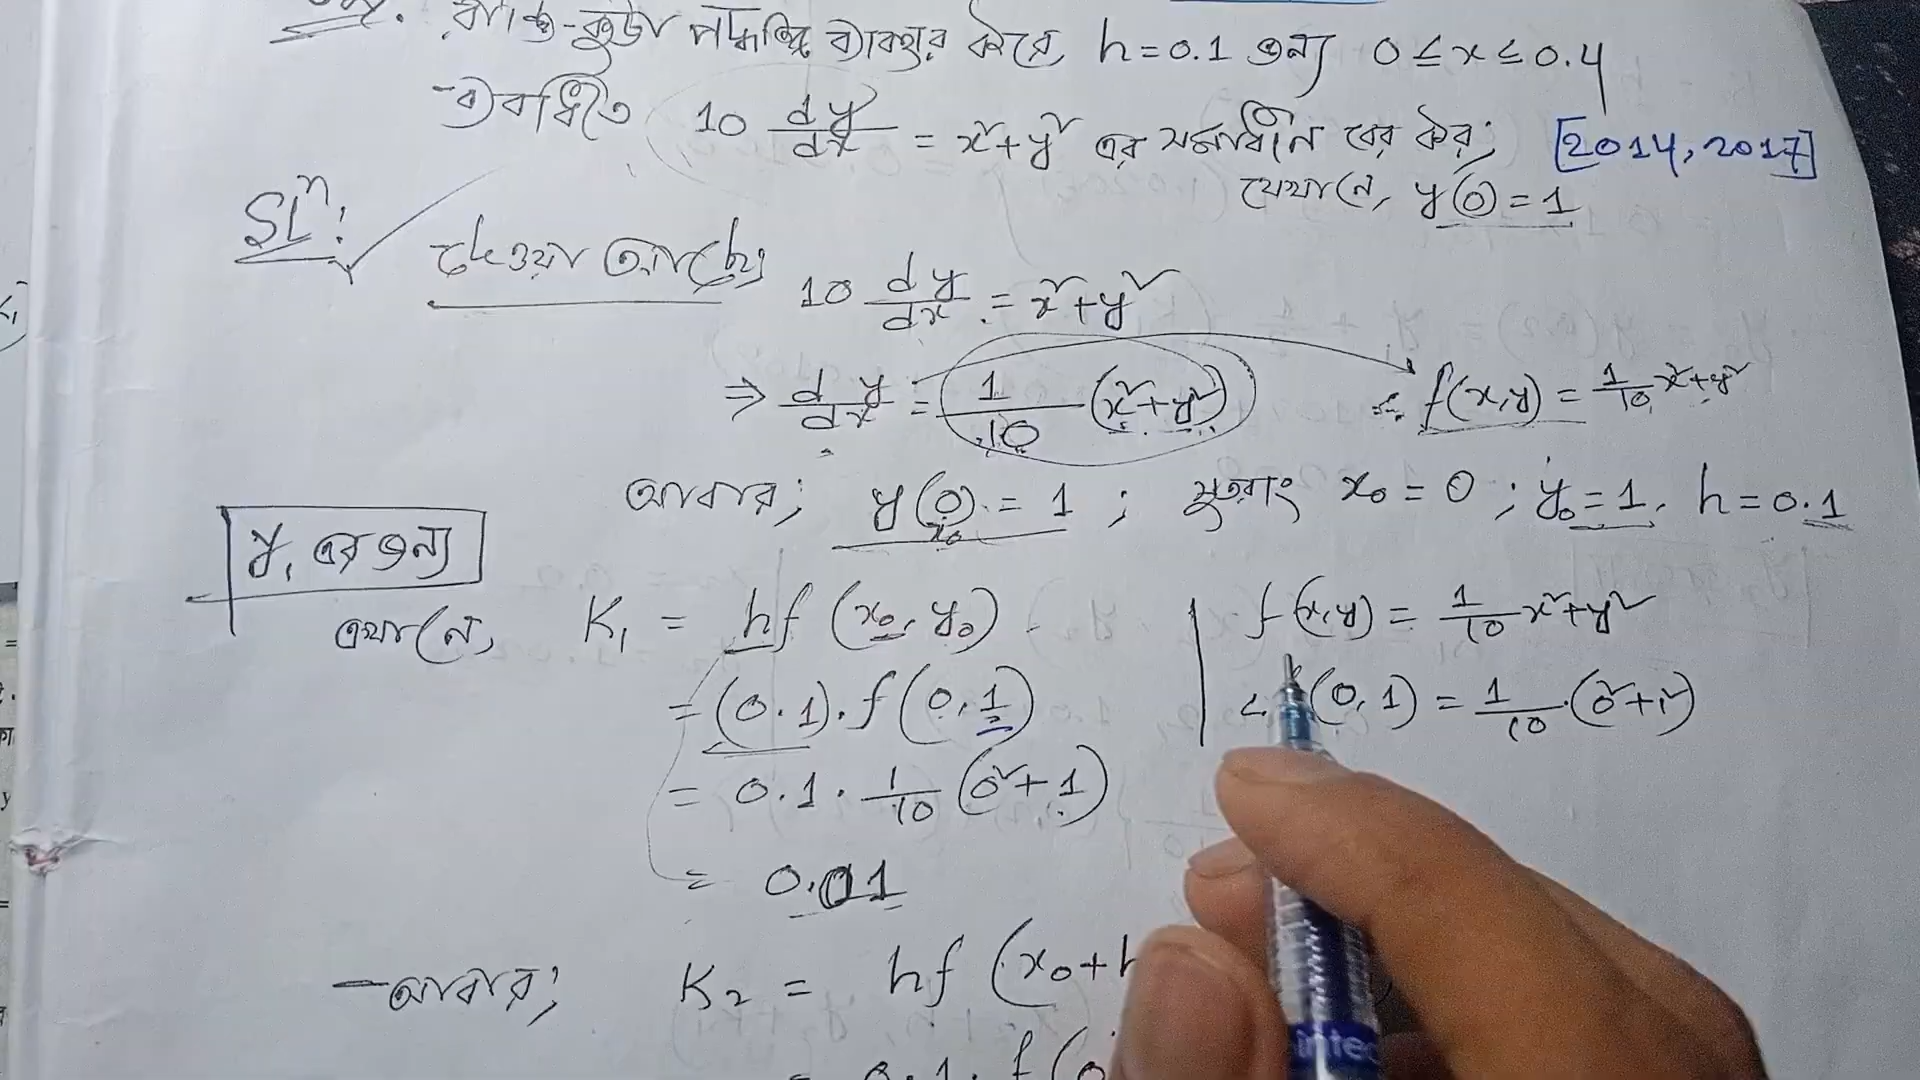 রাঙ্গ-কুটা পদ্ধতি ব্যবহার করে, h = 0.1 জন্য 0 ≤ x ≤ 0.4
ব্যবধিতে 10 dy/dx = x² + y² এর সমাধান বের কর; [2014, 2017]
যেখানে, y(0) = 1
Slⁿ:
দেওয়া আছে; 10 dy/dx = x² + y²
⇒ dy/dx = 1/10 (x² + y²) ∴ f(x,y) = 1/10 x² + y²
আবার; y(0) = 1 ; সুতরাং x₀ = 0 ; y₀ = 1, h = 0.1
x₀
y₁ এর জন্য
এখানে, K₁ = hf (x₀, y₀) f(x,y) = 1/10 x² + y²
= (0.1). f(0, 1) (0, 1) = 1/10 . (0² + 1²)
= 0.1 . 1/10 (0² + 1)
= 0.01
আবার; K₂ = hf (x₀ + h
= 0.1. f(0